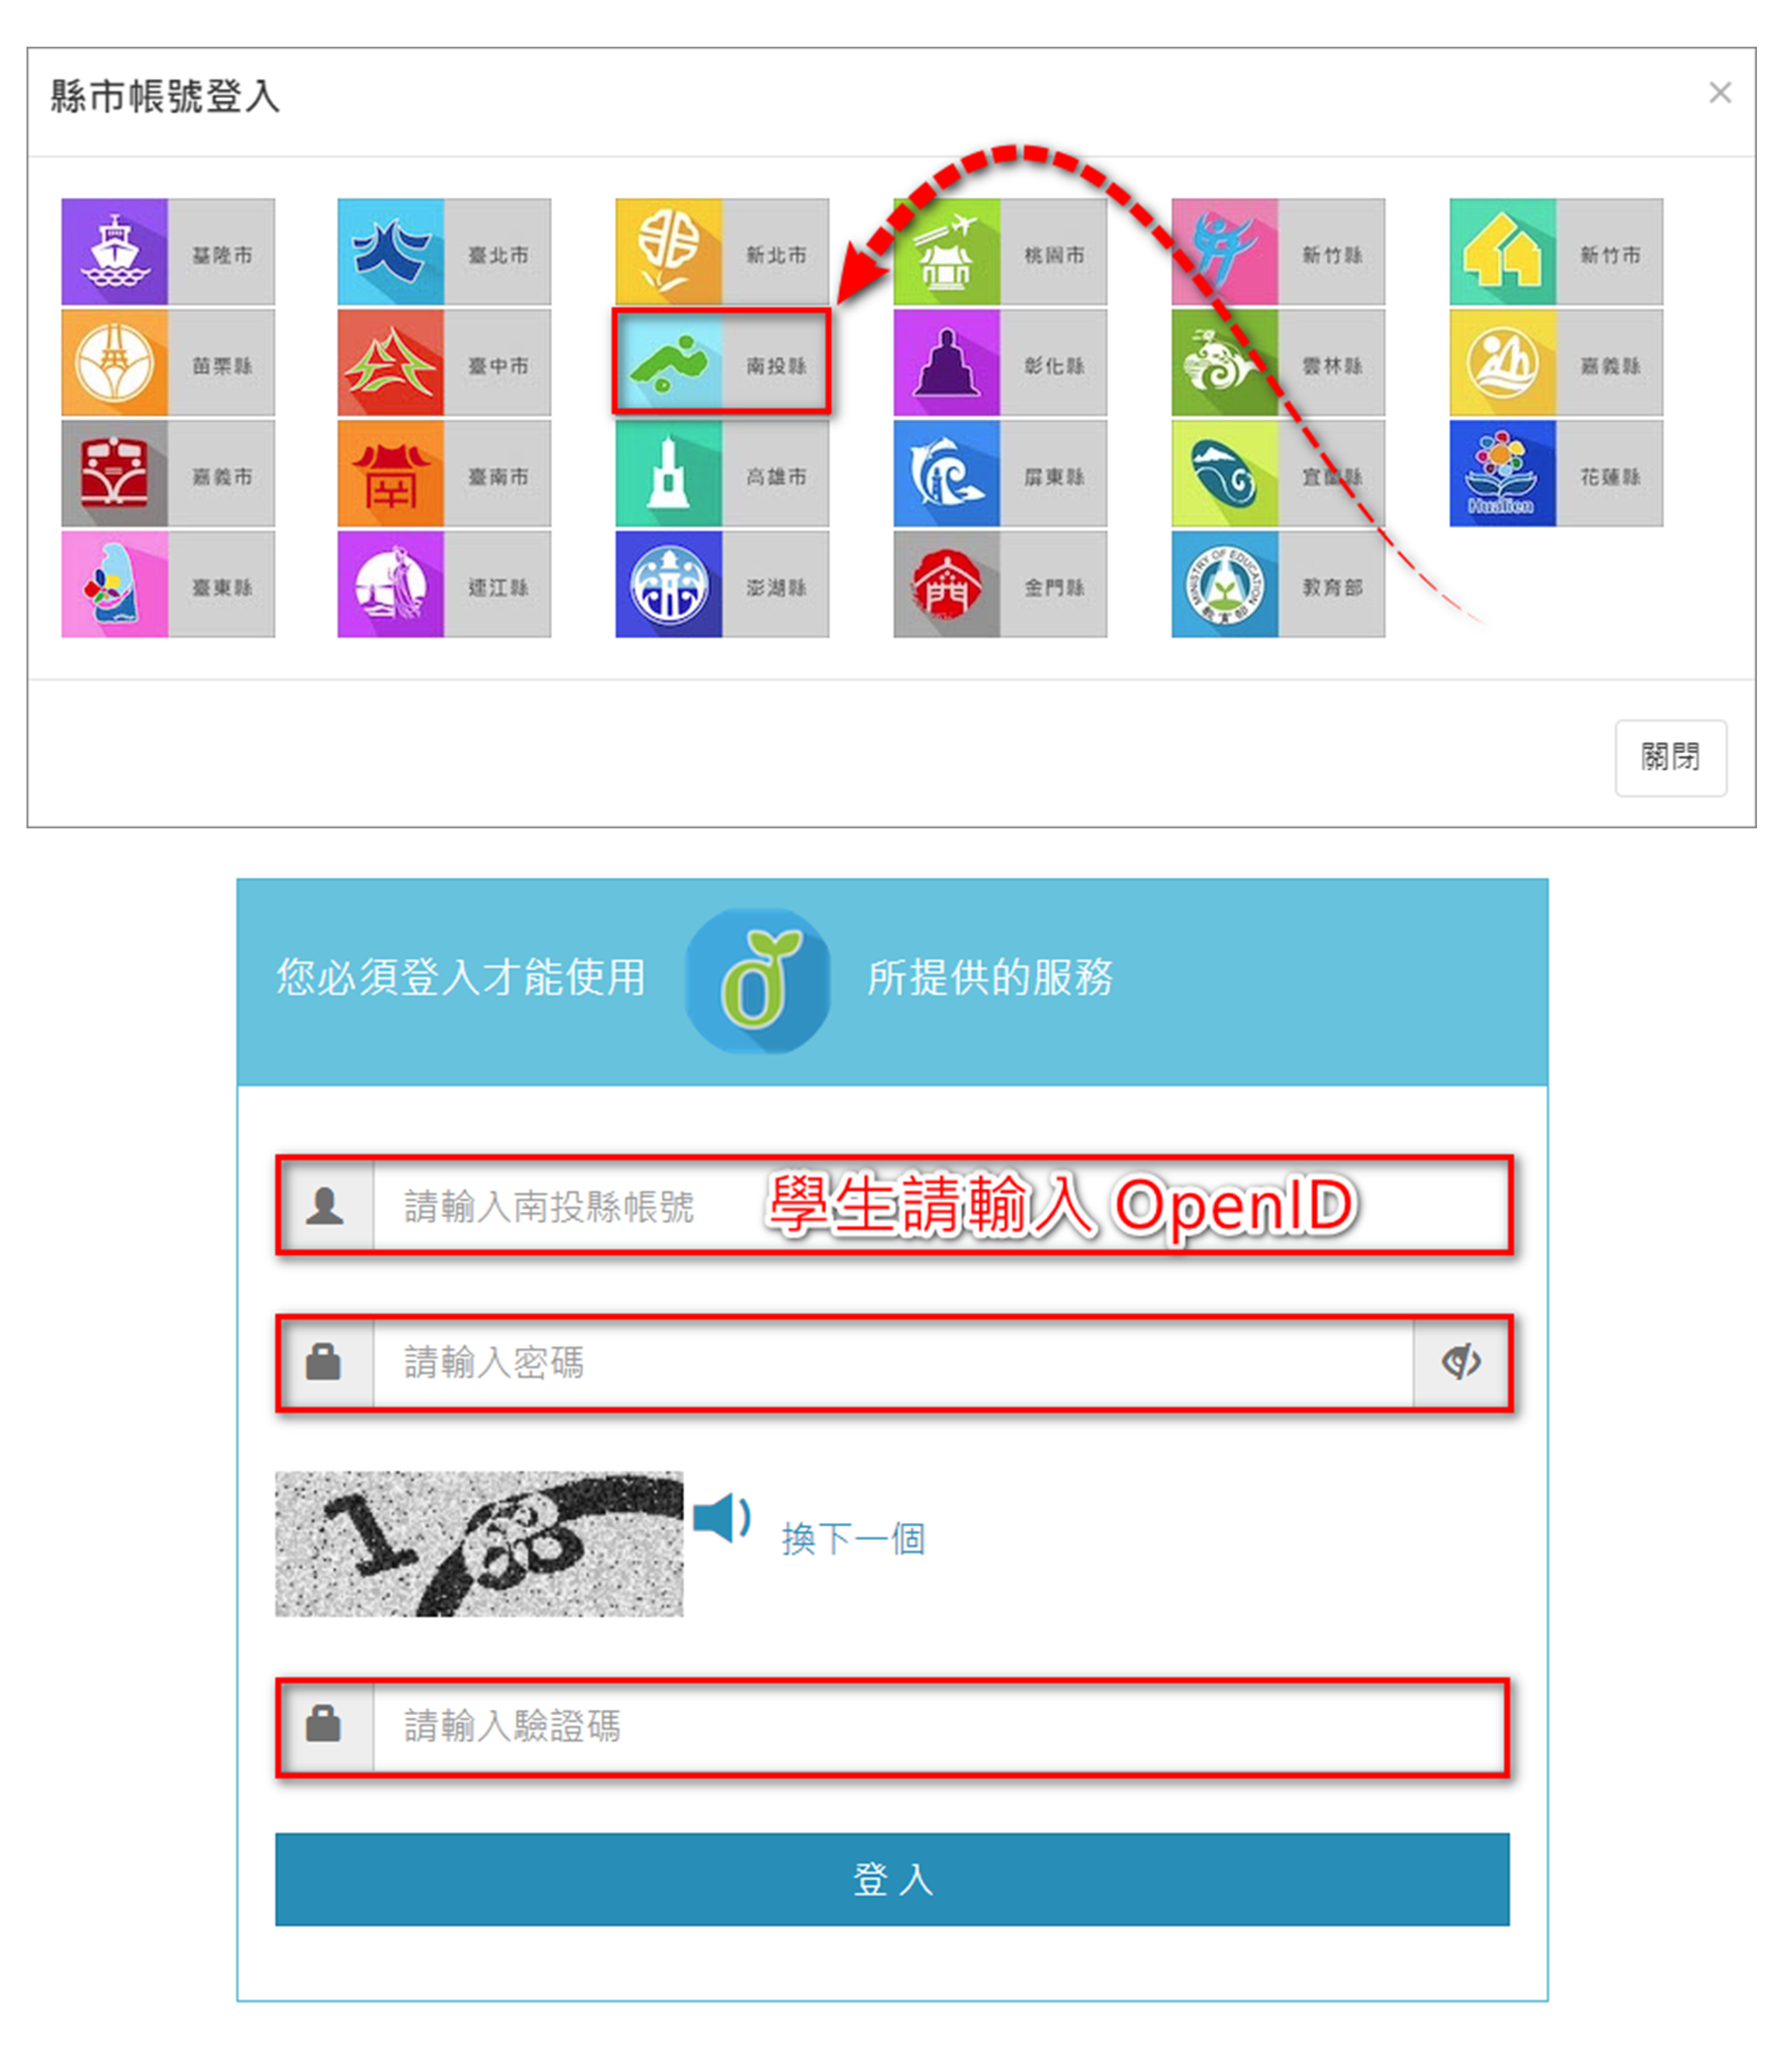 縣市帳號登入
×
基隆市 臺北市 新北市 桃園市 新竹縣 新竹市
苗栗縣 臺中市 南投縣 彰化縣 雲林縣 嘉義縣
嘉義市 臺南市 高雄市 屏東縣 宜蘭縣 Hualien 花蓮縣
臺東縣 連江縣 澎湖縣 金門縣 MINISTRY OF EDUCATION 教育部 教育部
關閉
您必須登入才能使用 所提供的服務
請輸入南投縣帳號 學生請輸入 OpenID
請輸入密碼
換下一個
請輸入驗證碼
登入